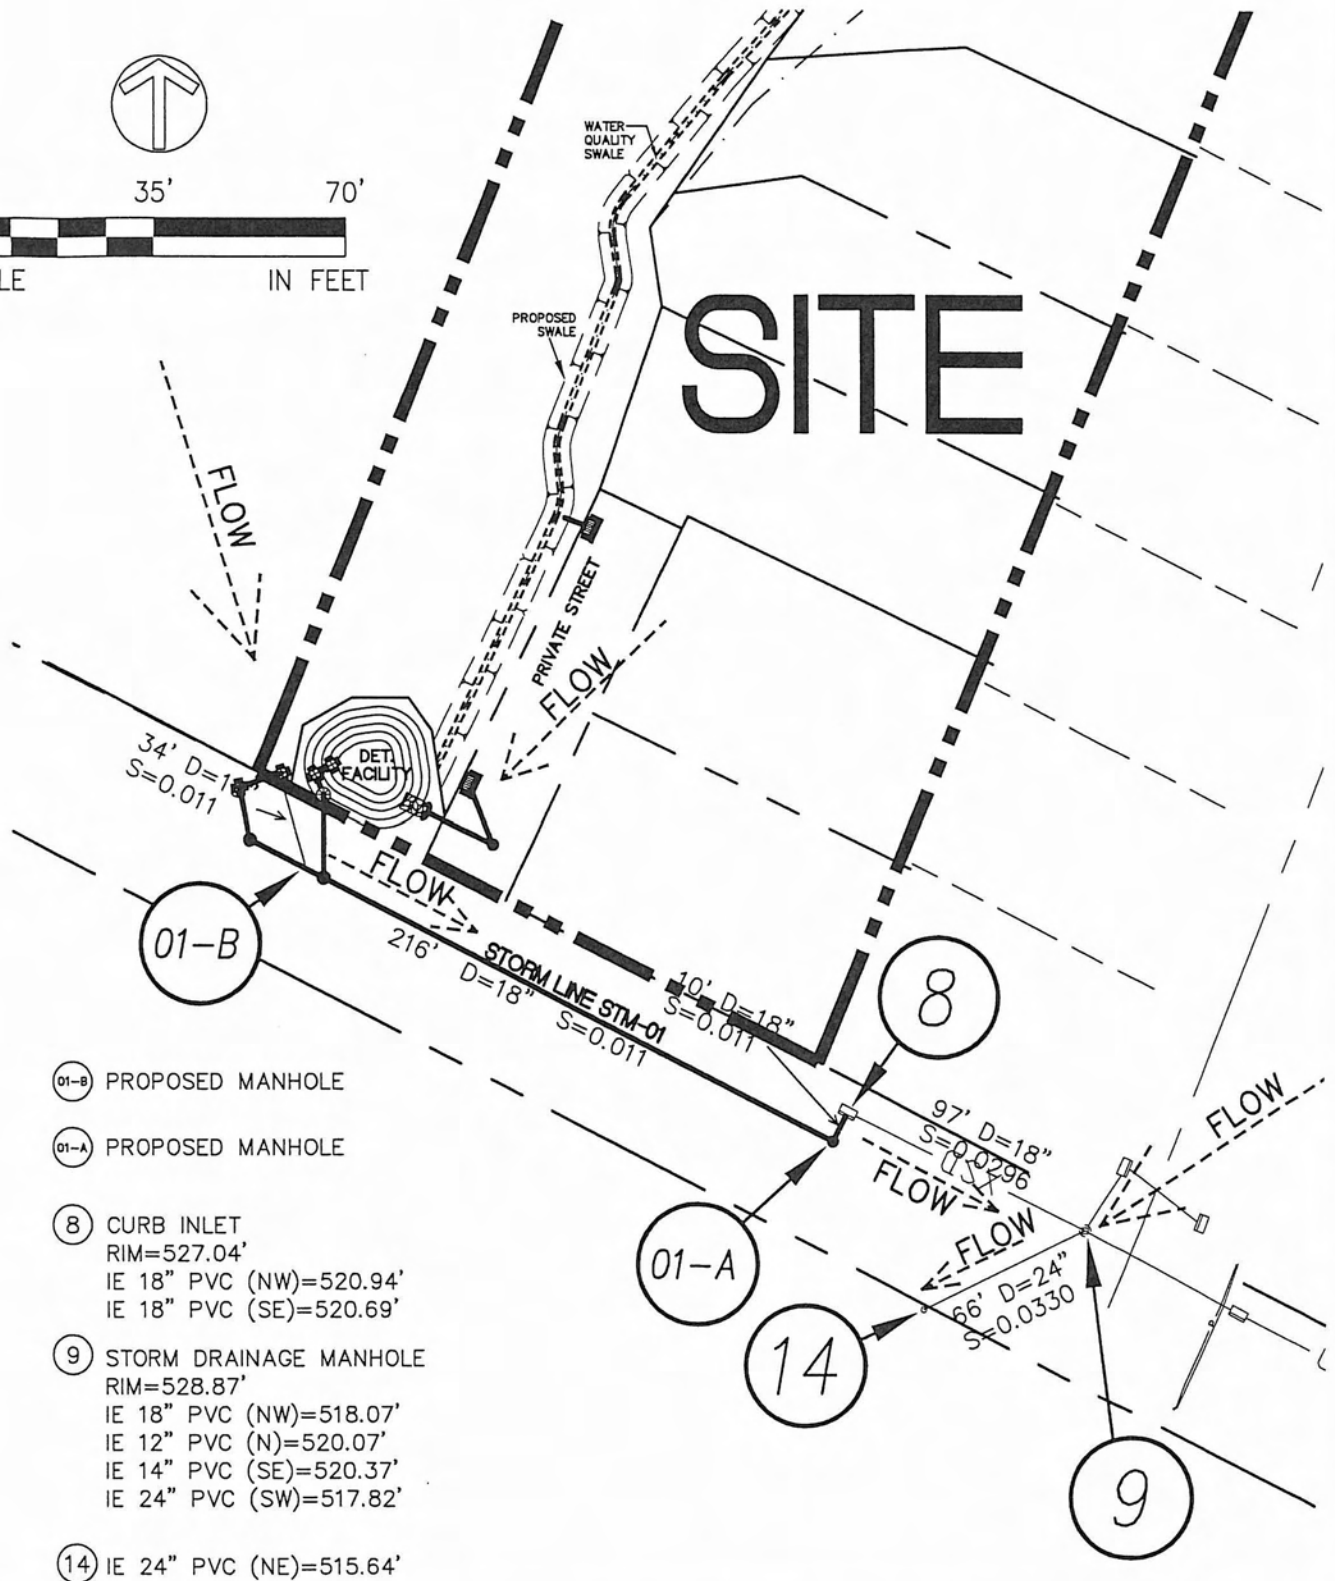 35' 70'
LE IN FEET
WATER
QUALITY
SWALE
PROPOSED
SWALE
SITE
FLOW
PRIVATE STREET
FLOW
DET.
FACILITY
34' D=1
S=0.011
FLOW
01-B
216' D=18" S=0.011
STORM LINE STM-01
10' D=18"
S=0.011
8
97' D=18"
S=0.0296
FLOW
FLOW
FLOW
01-A
66' D=24"
S=0.0330
14
9
01-B PROPOSED MANHOLE
01-A PROPOSED MANHOLE
8 CURB INLET
RIM=527.04'
IE 18" PVC (NW)=520.94'
IE 18" PVC (SE)=520.69'
9 STORM DRAINAGE MANHOLE
RIM=528.87'
IE 18" PVC (NW)=518.07'
IE 12" PVC (N)=520.07'
IE 14" PVC (SE)=520.37'
IE 24" PVC (SW)=517.82'
14 IE 24" PVC (NE)=515.64'